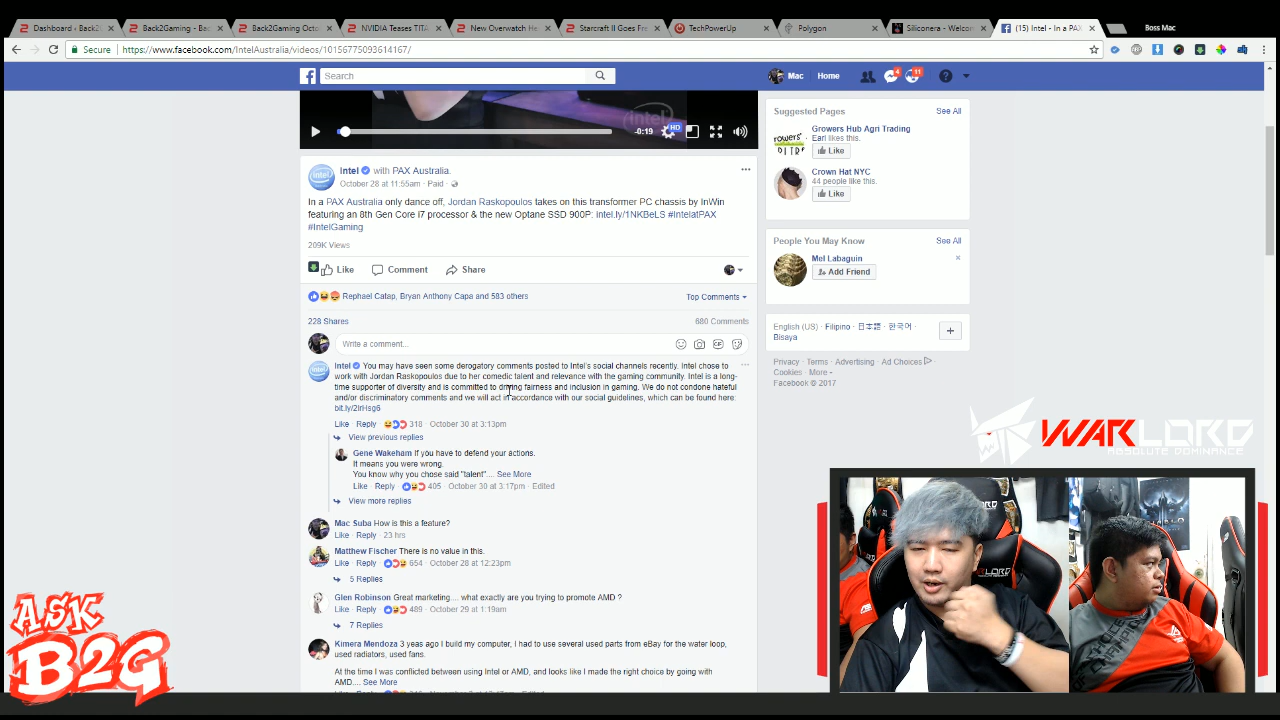 Dashboard ‹ Back2G
Back2Gaming - Bac
Back2Gaming Octo
NVIDIA Teases TITA
New Overwatch He
Starcraft II Goes Fre
TechPowerUp
Polygon
Siliconera - Welcom
(15) Intel - In a PAX
Boss Mac
Secure
https://www.facebook.com/IntelAustralia/videos/10156775093614167/
Search
Mac
Home
4
11
-0:19
HD
intel
Intel with PAX Australia.
October 28 at 11:55am · Paid ·
In a PAX Australia only dance off, Jordan Raskopoulos takes on this transformer PC chassis by InWin
featuring an 8th Gen Core i7 processor & the new Optane SSD 900P: intel.ly/1NKBeLS #IntelatPAX
#IntelGaming
209K Views
Like
Comment
Share
Rephael Catap, Bryan Anthony Capa and 583 others
Top Comments
228 Shares
680 Comments
Write a comment...
Intel You may have seen some derogatory comments posted to Intel's social channels recently. Intel chose to
work with Jordan Raskopoulos due to her comedic talent and relevance with the gaming community. Intel is a long-
time supporter of diversity and is committed to driving fairness and inclusion in gaming. We do not condone hateful
and/or discriminatory comments and we will act in accordance with our social guidelines, which can be found here:
bit.ly/2lrHsg6
Like · Reply · 318 · October 30 at 3:13pm
View previous replies
Gene Wakeham If you have to defend your actions.
It means you were wrong.
You know why you chose said "talent".... See More
Like · Reply · 405 · October 30 at 3:17pm · Edited
View more replies
Mac Suba How is this a feature?
Like · Reply · 23 hrs
Matthew Fischer There is no value in this.
Like · Reply · 654 · October 28 at 12:23pm
5 Replies
Glen Robinson Great marketing.... what exactly are you trying to promote AMD ?
Like · Reply · 489 · October 29 at 1:19am
7 Replies
Kimera Mendoza 3 yeas ago I build my computer, I had to use several used parts from eBay for the water loop,
used radiators, used fans.
At the time I was conflicted between using Intel or AMD, and looks like I made the right choice by going with
AMD.... See More
Suggested Pages
See All
Growers Hub Agri Trading
Earl likes this.
Like
Crown Hat NYC
44 people like this.
Like
People You May Know
See All
Mel Labaguin
Add Friend
English (US) · Filipino · 日本語 · 한국어 ·
Bisaya
Privacy · Terms · Advertising · Ad Choices
Cookies · More
Facebook © 2017
WARLORD
ABSOLUTE DOMINANCE
ASK
B2G